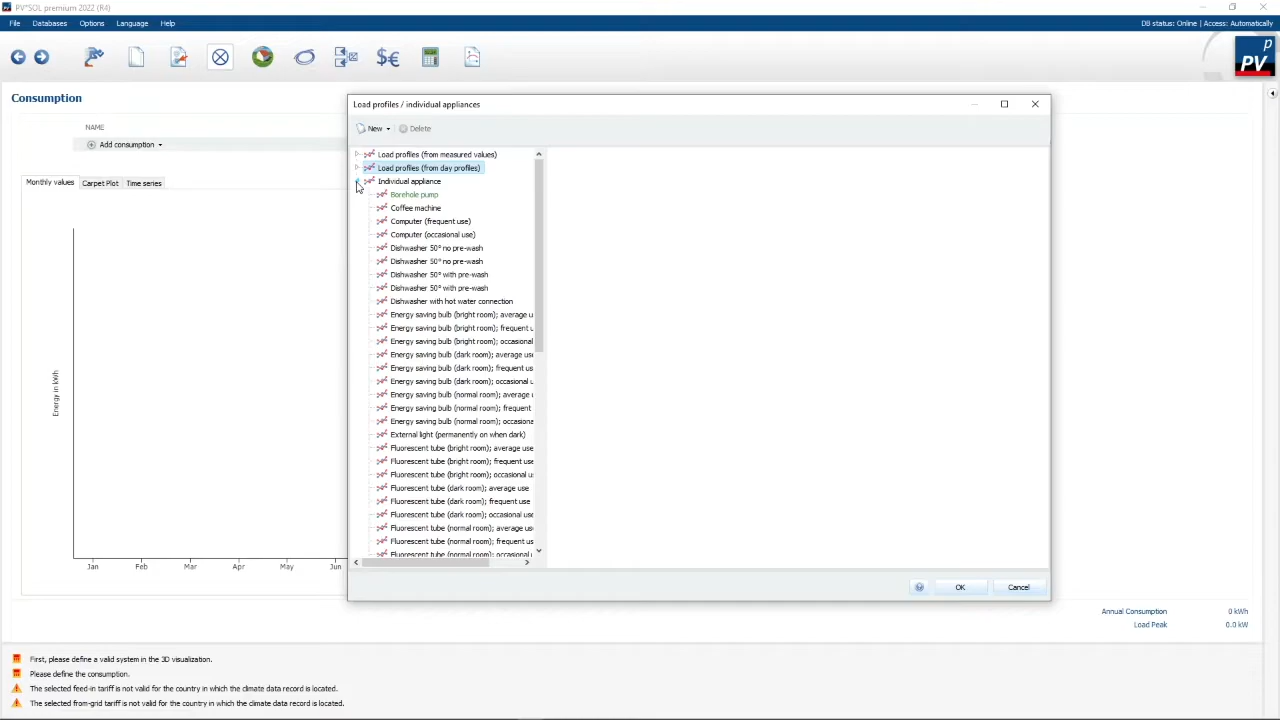 PV*SOL premium 2022 (R4)
File Databases Options Language Help
DB status: Online | Access: Automatically
p
PV
Consumption
NAME
Add consumption
Monthly values Carpet Plot Time series
Energy in kWh
Jan Feb Mar Apr May Jun
Load profiles / individual appliances
New Delete
Load profiles (from measured values)
Load profiles (from day profiles)
Individual appliance
Borehole pump
Coffee machine
Computer (frequent use)
Computer (occasional use)
Dishwasher 50° no pre-wash
Dishwasher 50° no pre-wash
Dishwasher 50° with pre-wash
Dishwasher 50° with pre-wash
Dishwasher with hot water connection
Energy saving bulb (bright room); average u
Energy saving bulb (bright room); frequent u
Energy saving bulb (bright room); occasional
Energy saving bulb (dark room); average use
Energy saving bulb (dark room); frequent us
Energy saving bulb (dark room); occasional u
Energy saving bulb (normal room); average u
Energy saving bulb (normal room); frequent
Energy saving bulb (normal room); occasiona
External light (permanently on when dark)
Fluorescent tube (bright room); average use
Fluorescent tube (bright room); frequent use
Fluorescent tube (bright room); occasional u
Fluorescent tube (dark room); average use
Fluorescent tube (dark room); frequent use
Fluorescent tube (dark room); occasional use
Fluorescent tube (normal room); average us
Fluorescent tube (normal room); frequent us
Fluorescent tube (normal room); occasional u
OK Cancel
Annual Consumption 0 kWh
Load Peak 0.0 kW
First, please define a valid system in the 3D visualization.
Please define the consumption.
The selected feed-in tariff is not valid for the country in which the climate data record is located.
The selected from-grid tariff is not valid for the country in which the climate data record is located.